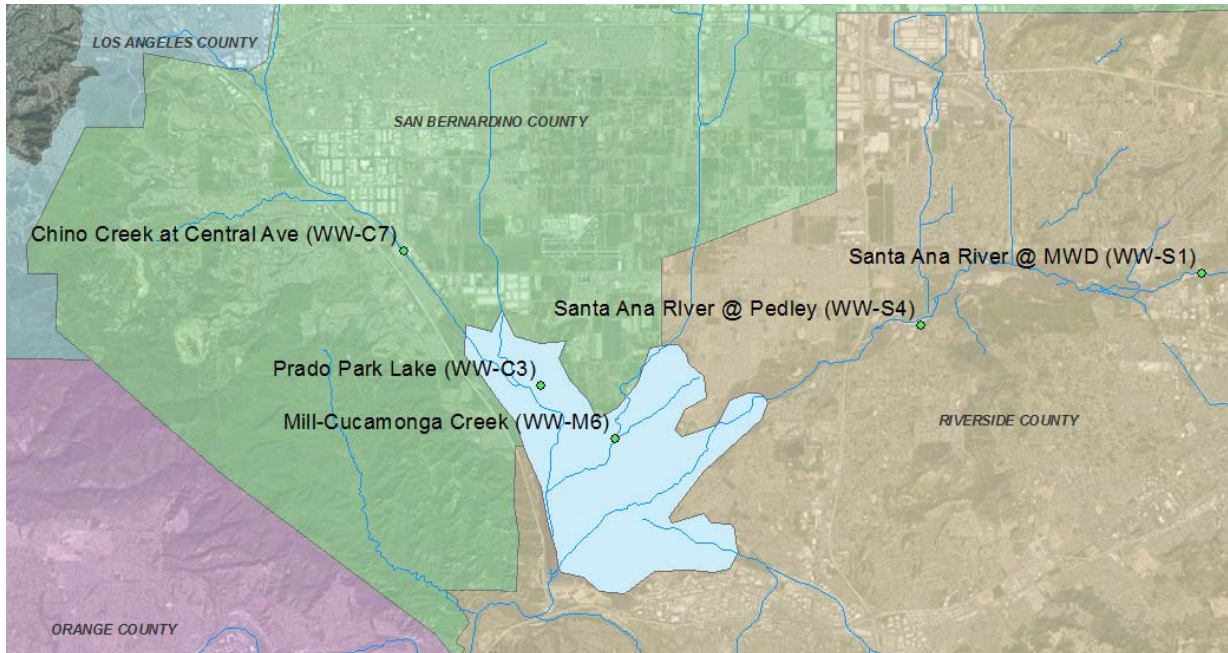 LOS ANGELES COUNTY
SAN BERNARDINO COUNTY
Chino Creek at Central Ave (WW-C7)
Santa Ana River @ MWD (WW-S1)
Santa Ana RIver @ Pedley (WW-S4)
Prado Park Lake (WW-C3)
Mill-Cucamonga Creek (WW-M6)
RIVERSIDE COUNTY
ORANGE COUNTY